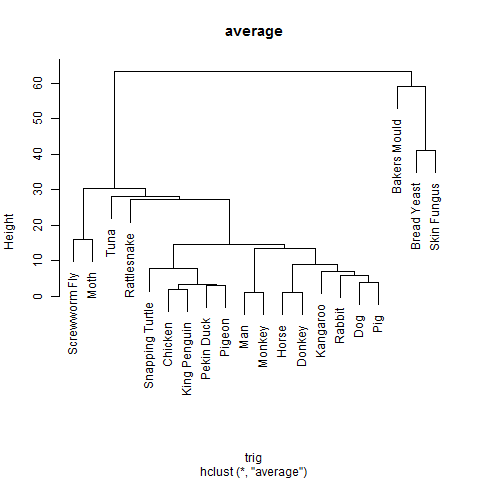 average
Height
60
50
40
30
20
10
0
Screwworm Fly
Moth
Tuna
Rattlesnake
Snapping Turtle
Chicken
King Penguin
Pekin Duck
Pigeon
Man
Monkey
Horse
Donkey
Kangaroo
Rabbit
Dog
Pig
Bakers Mould
Bread Yeast
Skin Fungus
trig
hclust (*, "average")